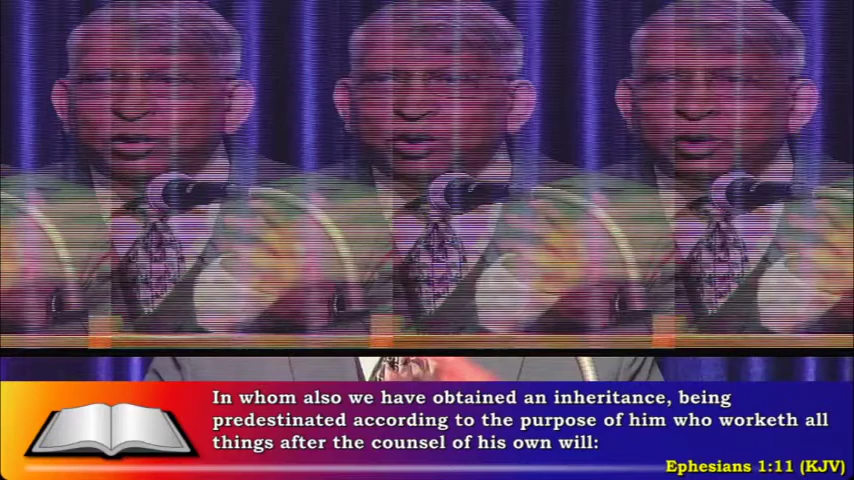 In whom also we have obtained an inheritance, being
predestinated according to the purpose of him who worketh all
things after the counsel of his own will:
Ephesians 1:11 (KJV)